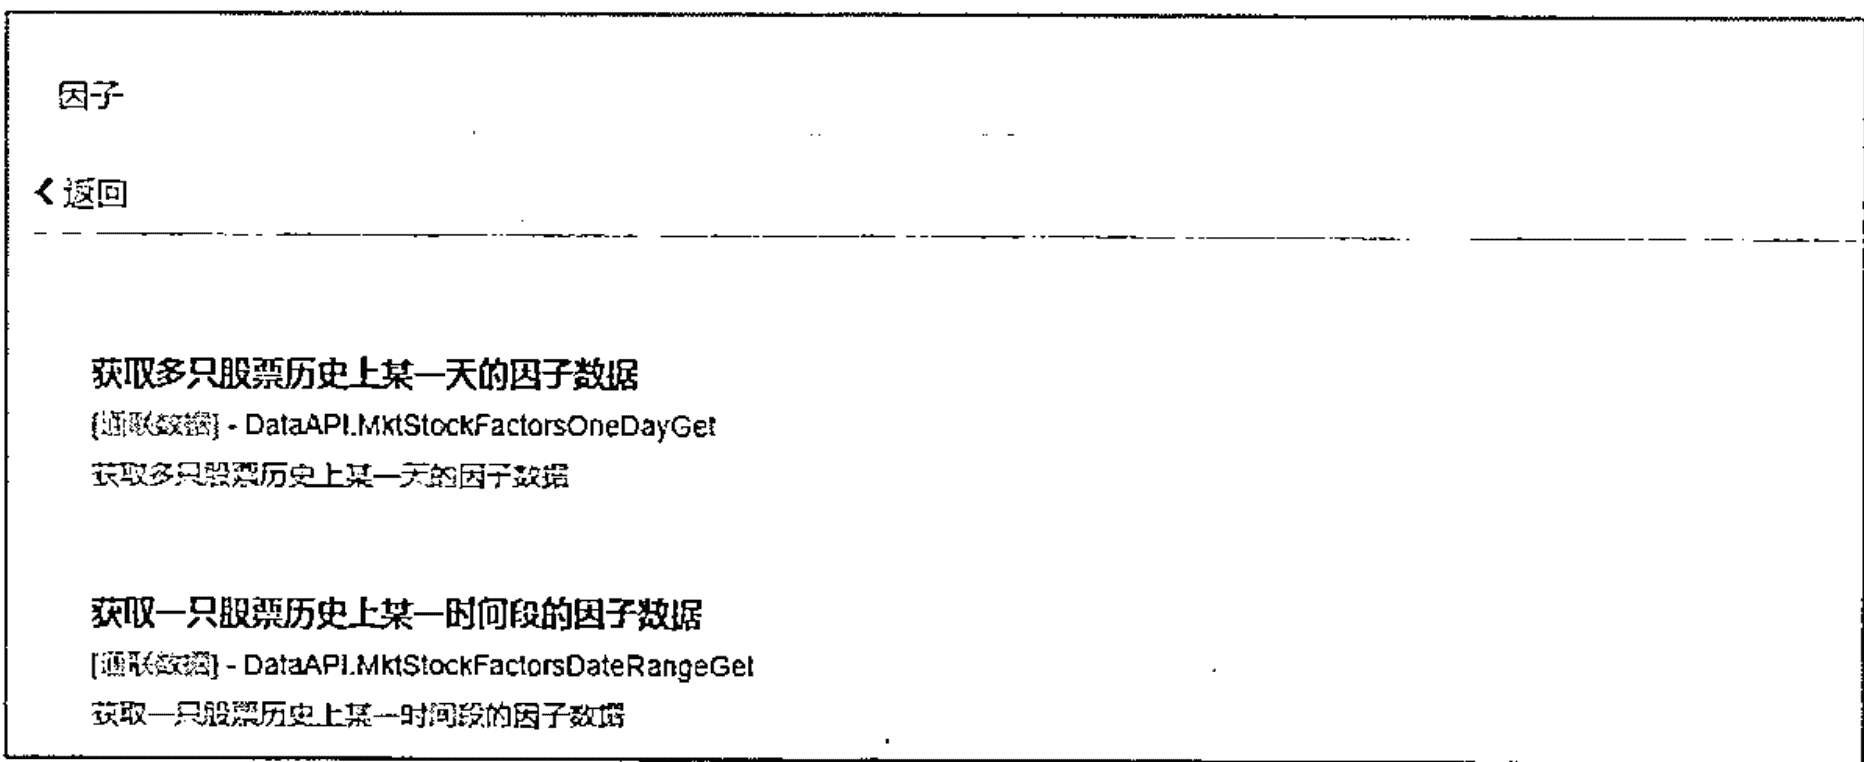 因子
返回
获取多只股票历史上某一天的因子数据
[通联数据] - DataAPI.MktStockFactorsOneDayGet
获取多只股票历史上某一天的因子数据
获取一只股票历史上某一时间段的因子数据
[通联数据] - DataAPI.MktStockFactorsDateRangeGet
获取一只股票历史上某一时间段的因子数据